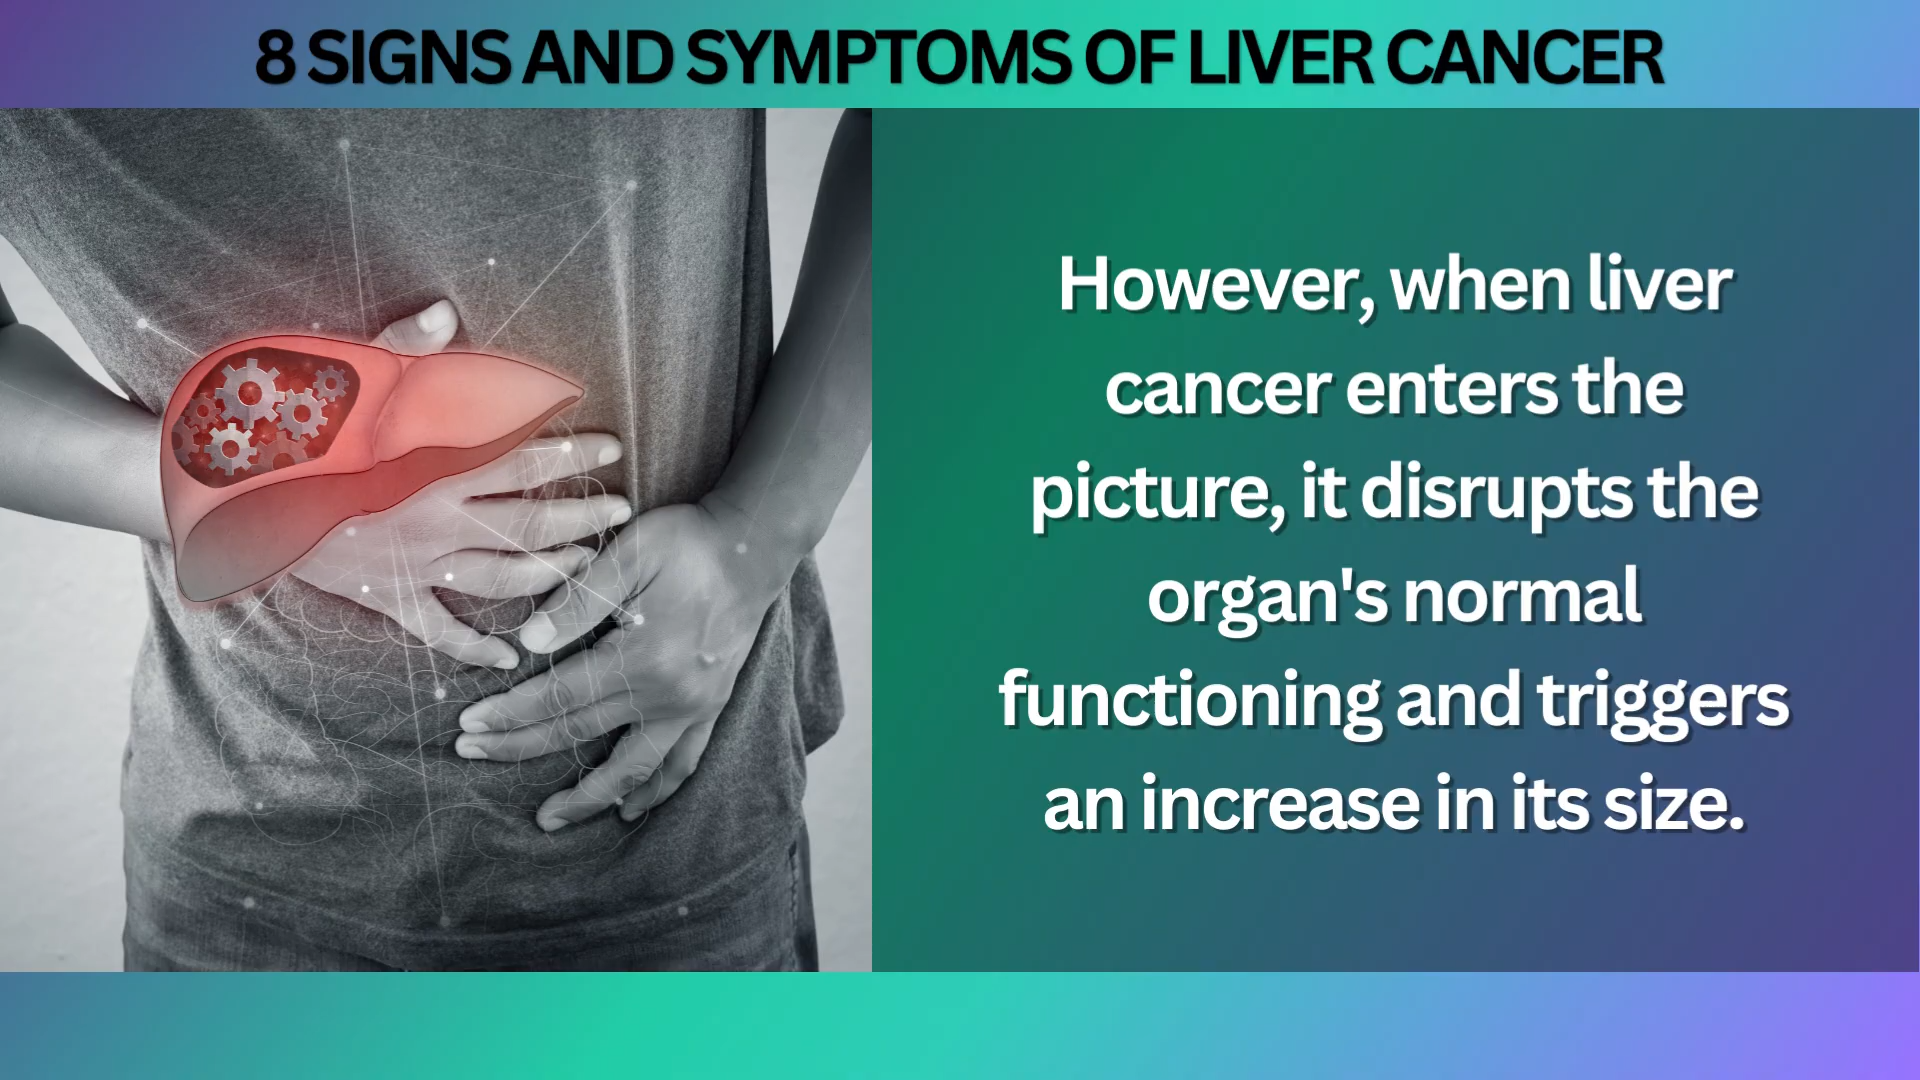 8 SIGNS AND SYMPTOMS OF LIVER CANCER
However, when liver
cancer enters the
picture, it disrupts the
organ's normal
functioning and triggers
an increase in its size.